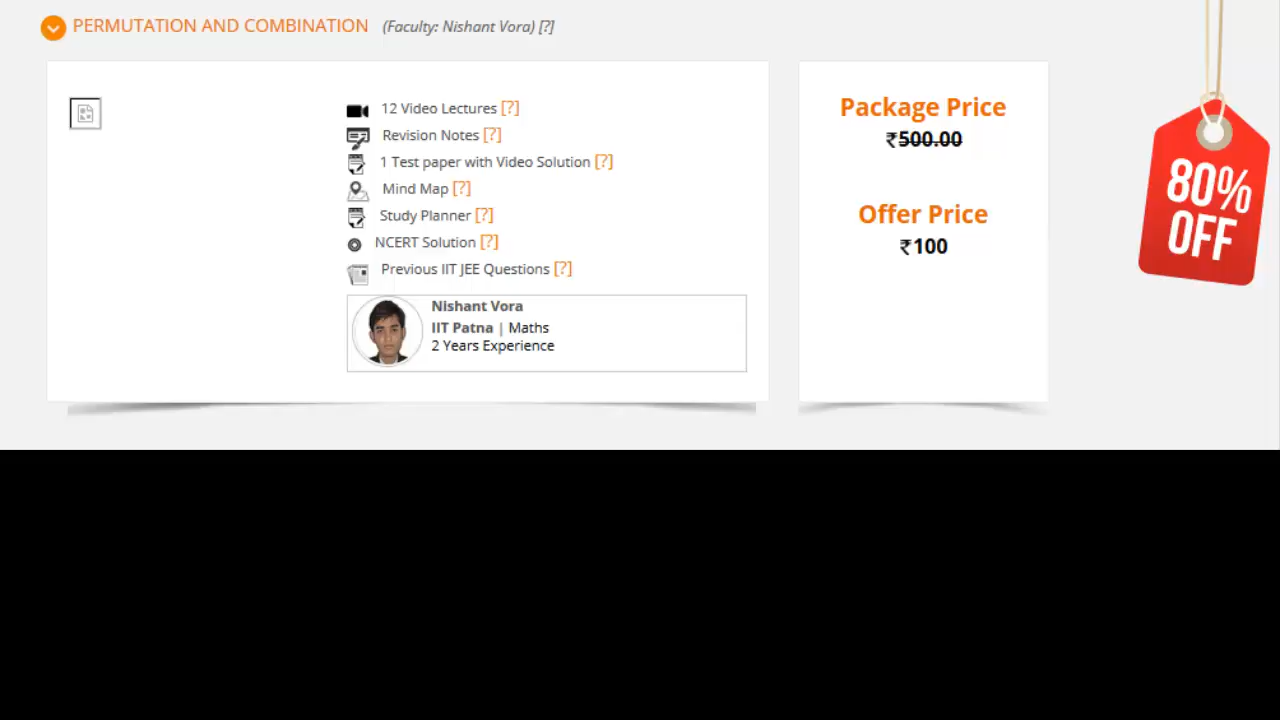 PERMUTATION AND COMBINATION (Faculty: Nishant Vora) [?]
12 Video Lectures [?]
Revision Notes [?]
1 Test paper with Video Solution [?]
Mind Map [?]
Study Planner [?]
NCERT Solution [?]
Previous IIT JEE Questions [?]
Nishant Vora
IIT Patna | Maths
2 Years Experience
Package Price
₹500.00
Offer Price
₹100
80%
OFF